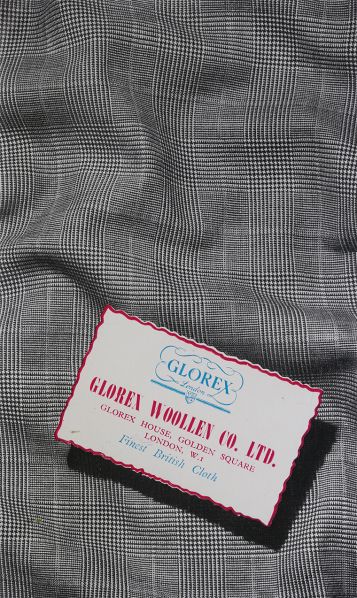 GLOREX
London
GLOREX WOOLLEN CO. LTD.
GLOREX HOUSE, GOLDEN SQUARE
LONDON, W.1
Finest British Cloth